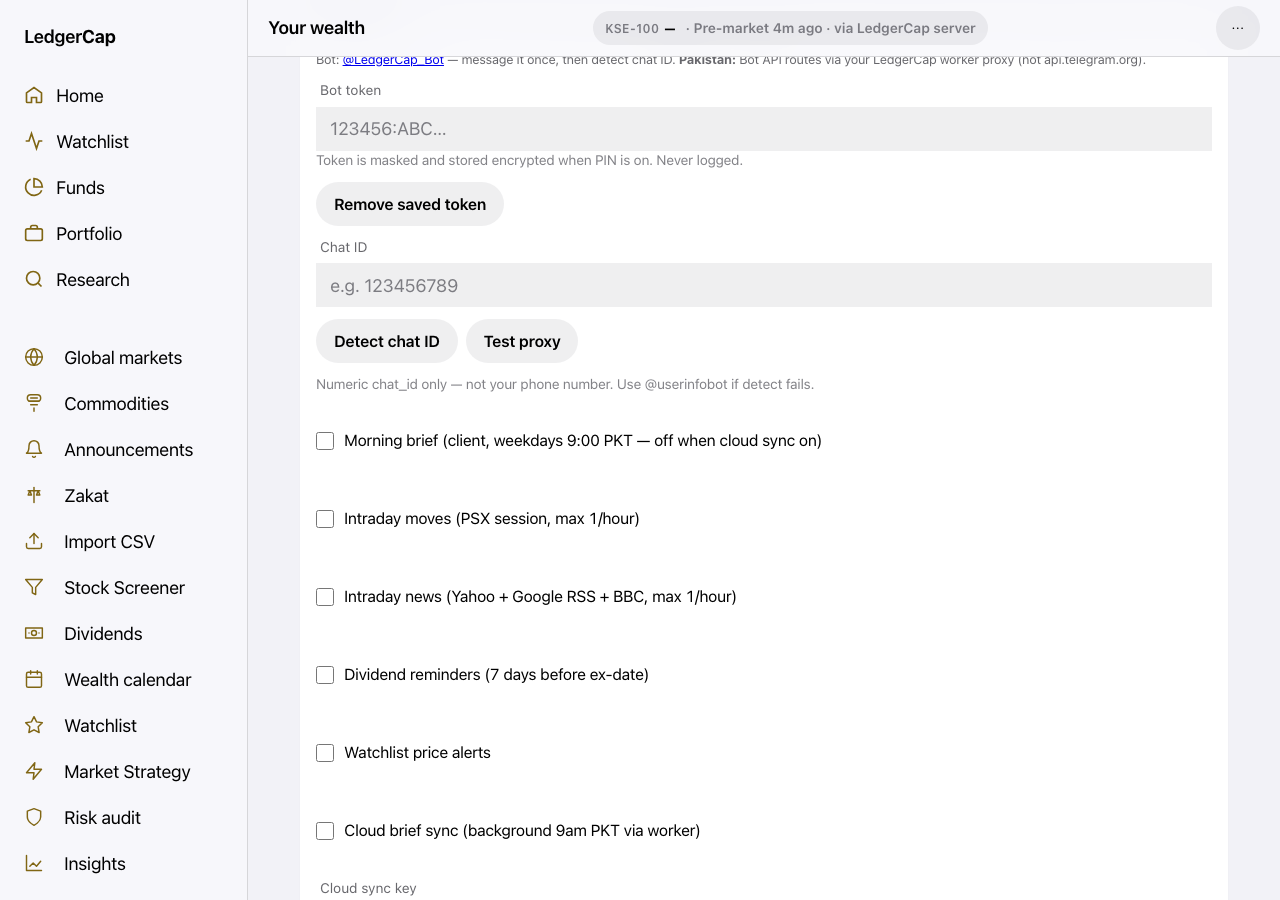 LedgerCap
Home
Watchlist
Funds
Portfolio
Research
Global markets
Commodities
Announcements
Zakat
Import CSV
Stock Screener
Dividends
Wealth calendar
Watchlist
Market Strategy
Risk audit
Insights
Your wealth
KSE-100 — · Pre-market 4m ago · via LedgerCap server
...
Bot: @LedgerCap_Bot — message it once, then detect chat ID. Pakistan: Bot API routes via your LedgerCap worker proxy (not api.telegram.org).
Bot token
123456:ABC...
Token is masked and stored encrypted when PIN is on. Never logged.
Remove saved token
Chat ID
e.g. 123456789
Detect chat ID Test proxy
Numeric chat_id only — not your phone number. Use @userinfobot if detect fails.
Morning brief (client, weekdays 9:00 PKT — off when cloud sync on)
Intraday moves (PSX session, max 1/hour)
Intraday news (Yahoo + Google RSS + BBC, max 1/hour)
Dividend reminders (7 days before ex-date)
Watchlist price alerts
Cloud brief sync (background 9am PKT via worker)
Cloud sync key